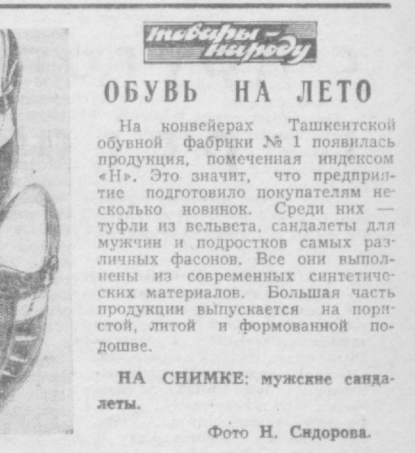 товары —
народу
ОБУВЬ НА ЛЕТО
На конвейерах Ташкентской
обувной фабрики № 1 появилась
продукция, помеченная индексом
«Н». Это значит, что предприя-
тие подготовило покупателям не-
сколько новинок. Среди них —
туфли из вельвета, сандалеты для
мужчин и подростков самых раз-
личных фасонов. Все они выпол-
нены из современных синтетиче-
ских материалов. Большая часть
продукции выпускается на пори-
стой, литой и формованной по-
дошве.
НА СНИМКЕ: мужские санда-
леты.
Фото Н. Сидорова.